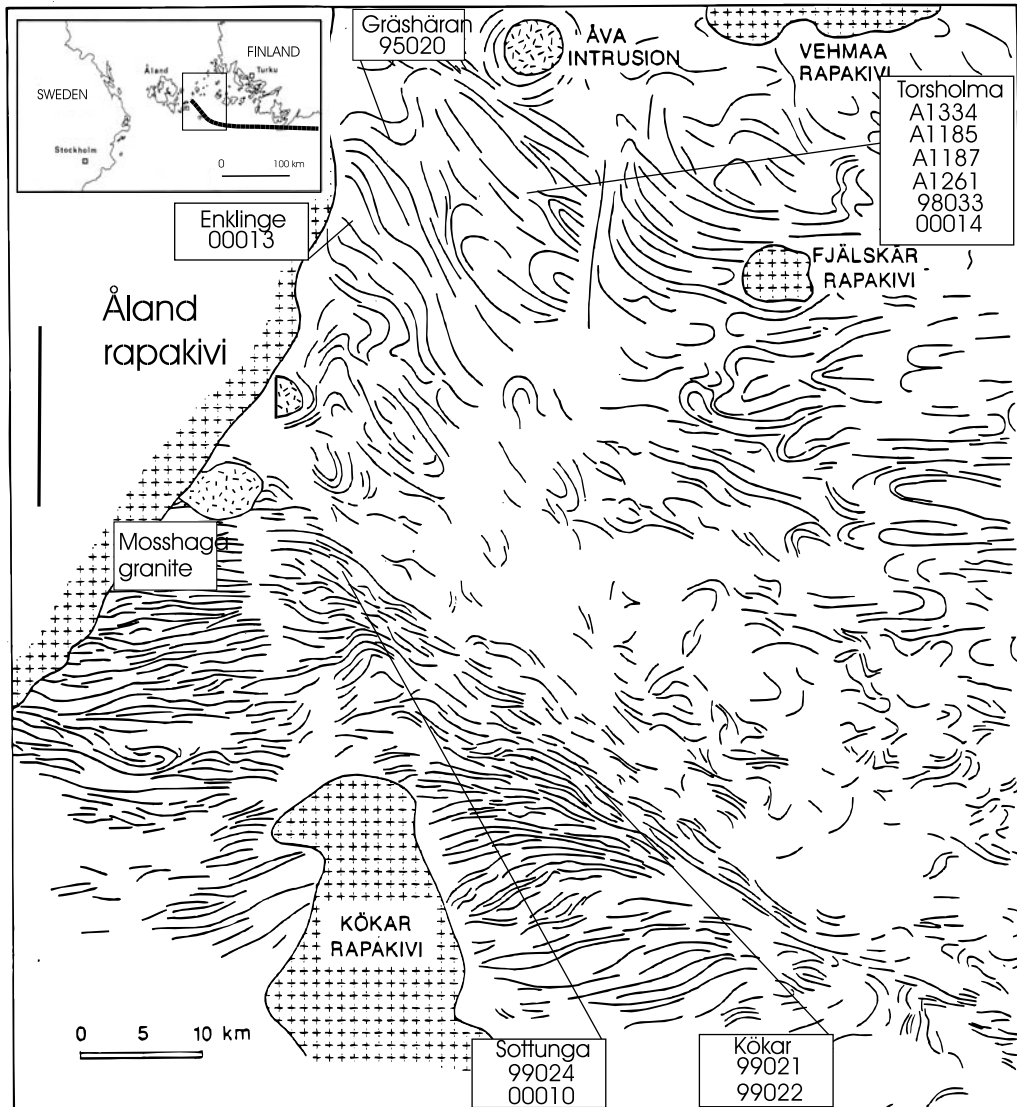 FINLAND
Åland
Turku
SWEDEN
Stockholm
0 100 km
Gräshäran
95020
ÅVA
INTRUSION
VEHMAA
RAPAKIVI
Torsholma
A1334
A1185
A1187
A1261
98033
00014
Enklinge
00013
FJÄLSKÄR
RAPAKIVI
Åland
rapakivi
Mosshaga
granite
KÖKAR
RAPAKIVI
0 5 10 km
Sottunga
99024
00010
Kökar
99021
99022